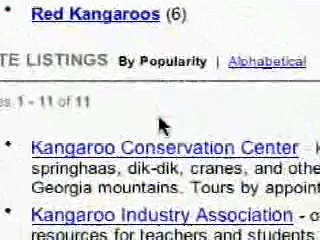 Red Kangaroos (6)
TE LISTINGS By Popularity | Alphabetical
es 1 - 11 of 11
Kangaroo Conservation Center -
springhaas, dik-dik, cranes, and othe
Georgia mountains. Tours by appoint
Kangaroo Industry Association - o
resources for teachers and students